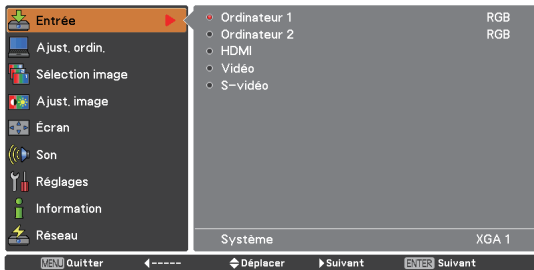 Entrée
Ajust. ordin.
Sélection image
Ajust. image
Écran
Son
Réglages
Information
Réseau
Ordinateur 1 RGB
Ordinateur 2 RGB
HDMI
Vidéo
S-vidéo
Système XGA 1
MENU Quitter ◀----- Déplacer ▶Suivant ENTER Suivant